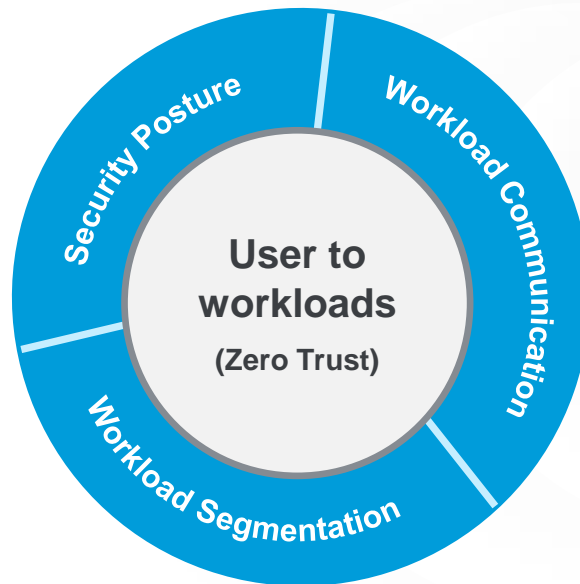 Security Posture
Workload Communication
User to
workloads
(Zero Trust)
Workload Segmentation